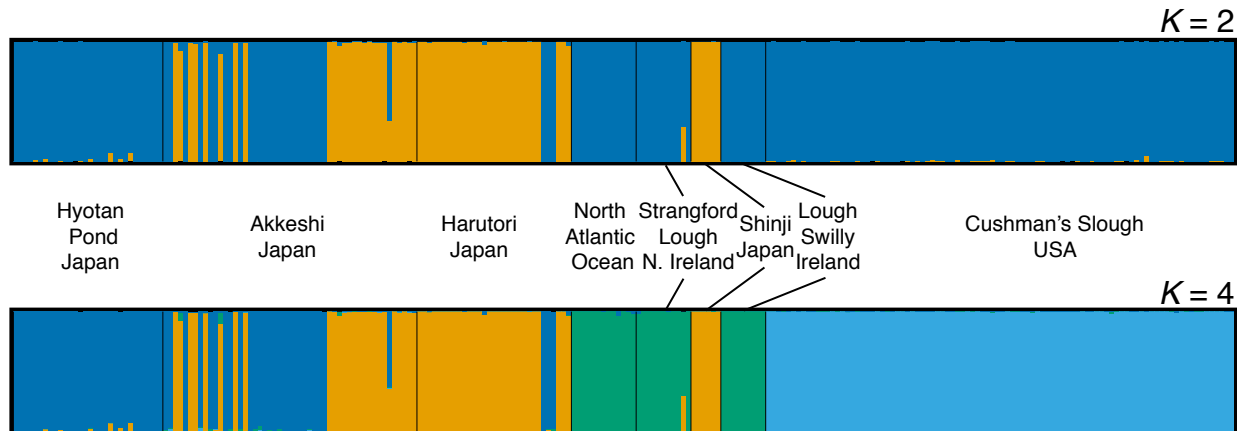 K = 2
Hyotan
Pond
Japan
Akkeshi
Japan
Harutori
Japan
North
Atlantic
Ocean
Strangford
Lough
N. Ireland
Shinji
Japan
Lough
Swilly
Ireland
Cushman's Slough
USA
K = 4